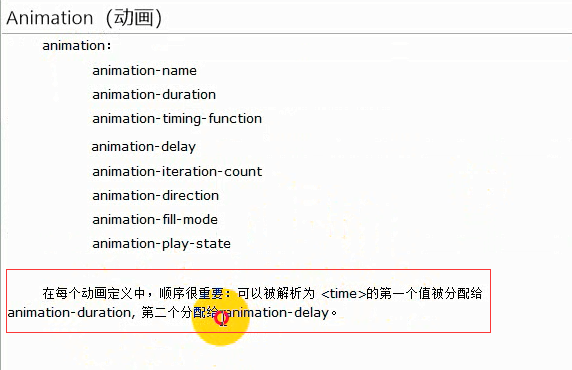 Animation（动画）
animation：
animation-name
animation-duration
animation-timing-function
animation-delay
animation-iteration-count
animation-direction
animation-fill-mode
animation-play-state
在每个动画定义中，顺序很重要：可以被解析为 <time>的第一个值被分配给
animation-duration, 第二个分配给 animation-delay。